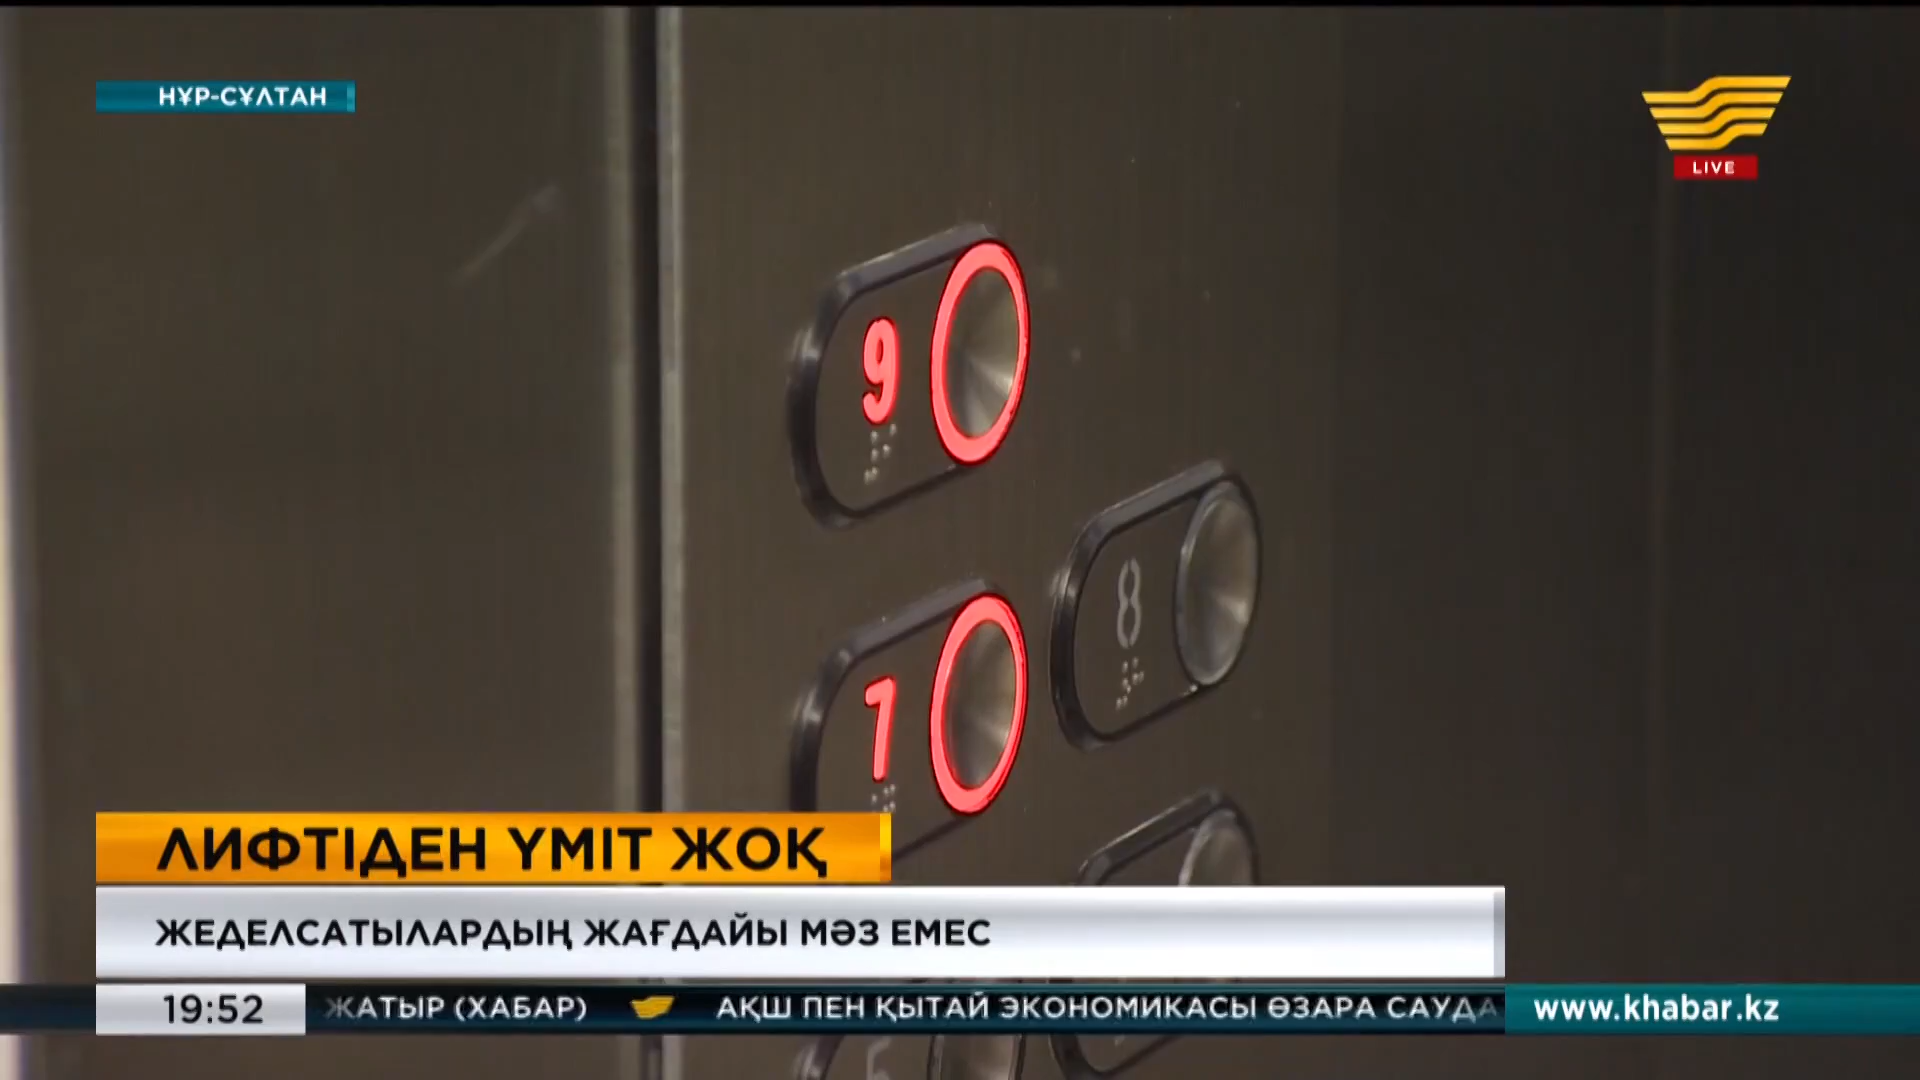 НҰР-СҰЛТАН
LIVE
9
8
7
ЛИФТІДЕН ҮМІТ ЖОҚ
ЖЕДЕЛСАТЫЛАРДЫҢ ЖАҒДАЙЫ МӘЗ ЕМЕС
19:52 ЖАТЫР (ХАБАР) АҚШ ПЕН ҚЫТАЙ ЭКОНОМИКАСЫ ӨЗАРА САУДА www.khabar.kz